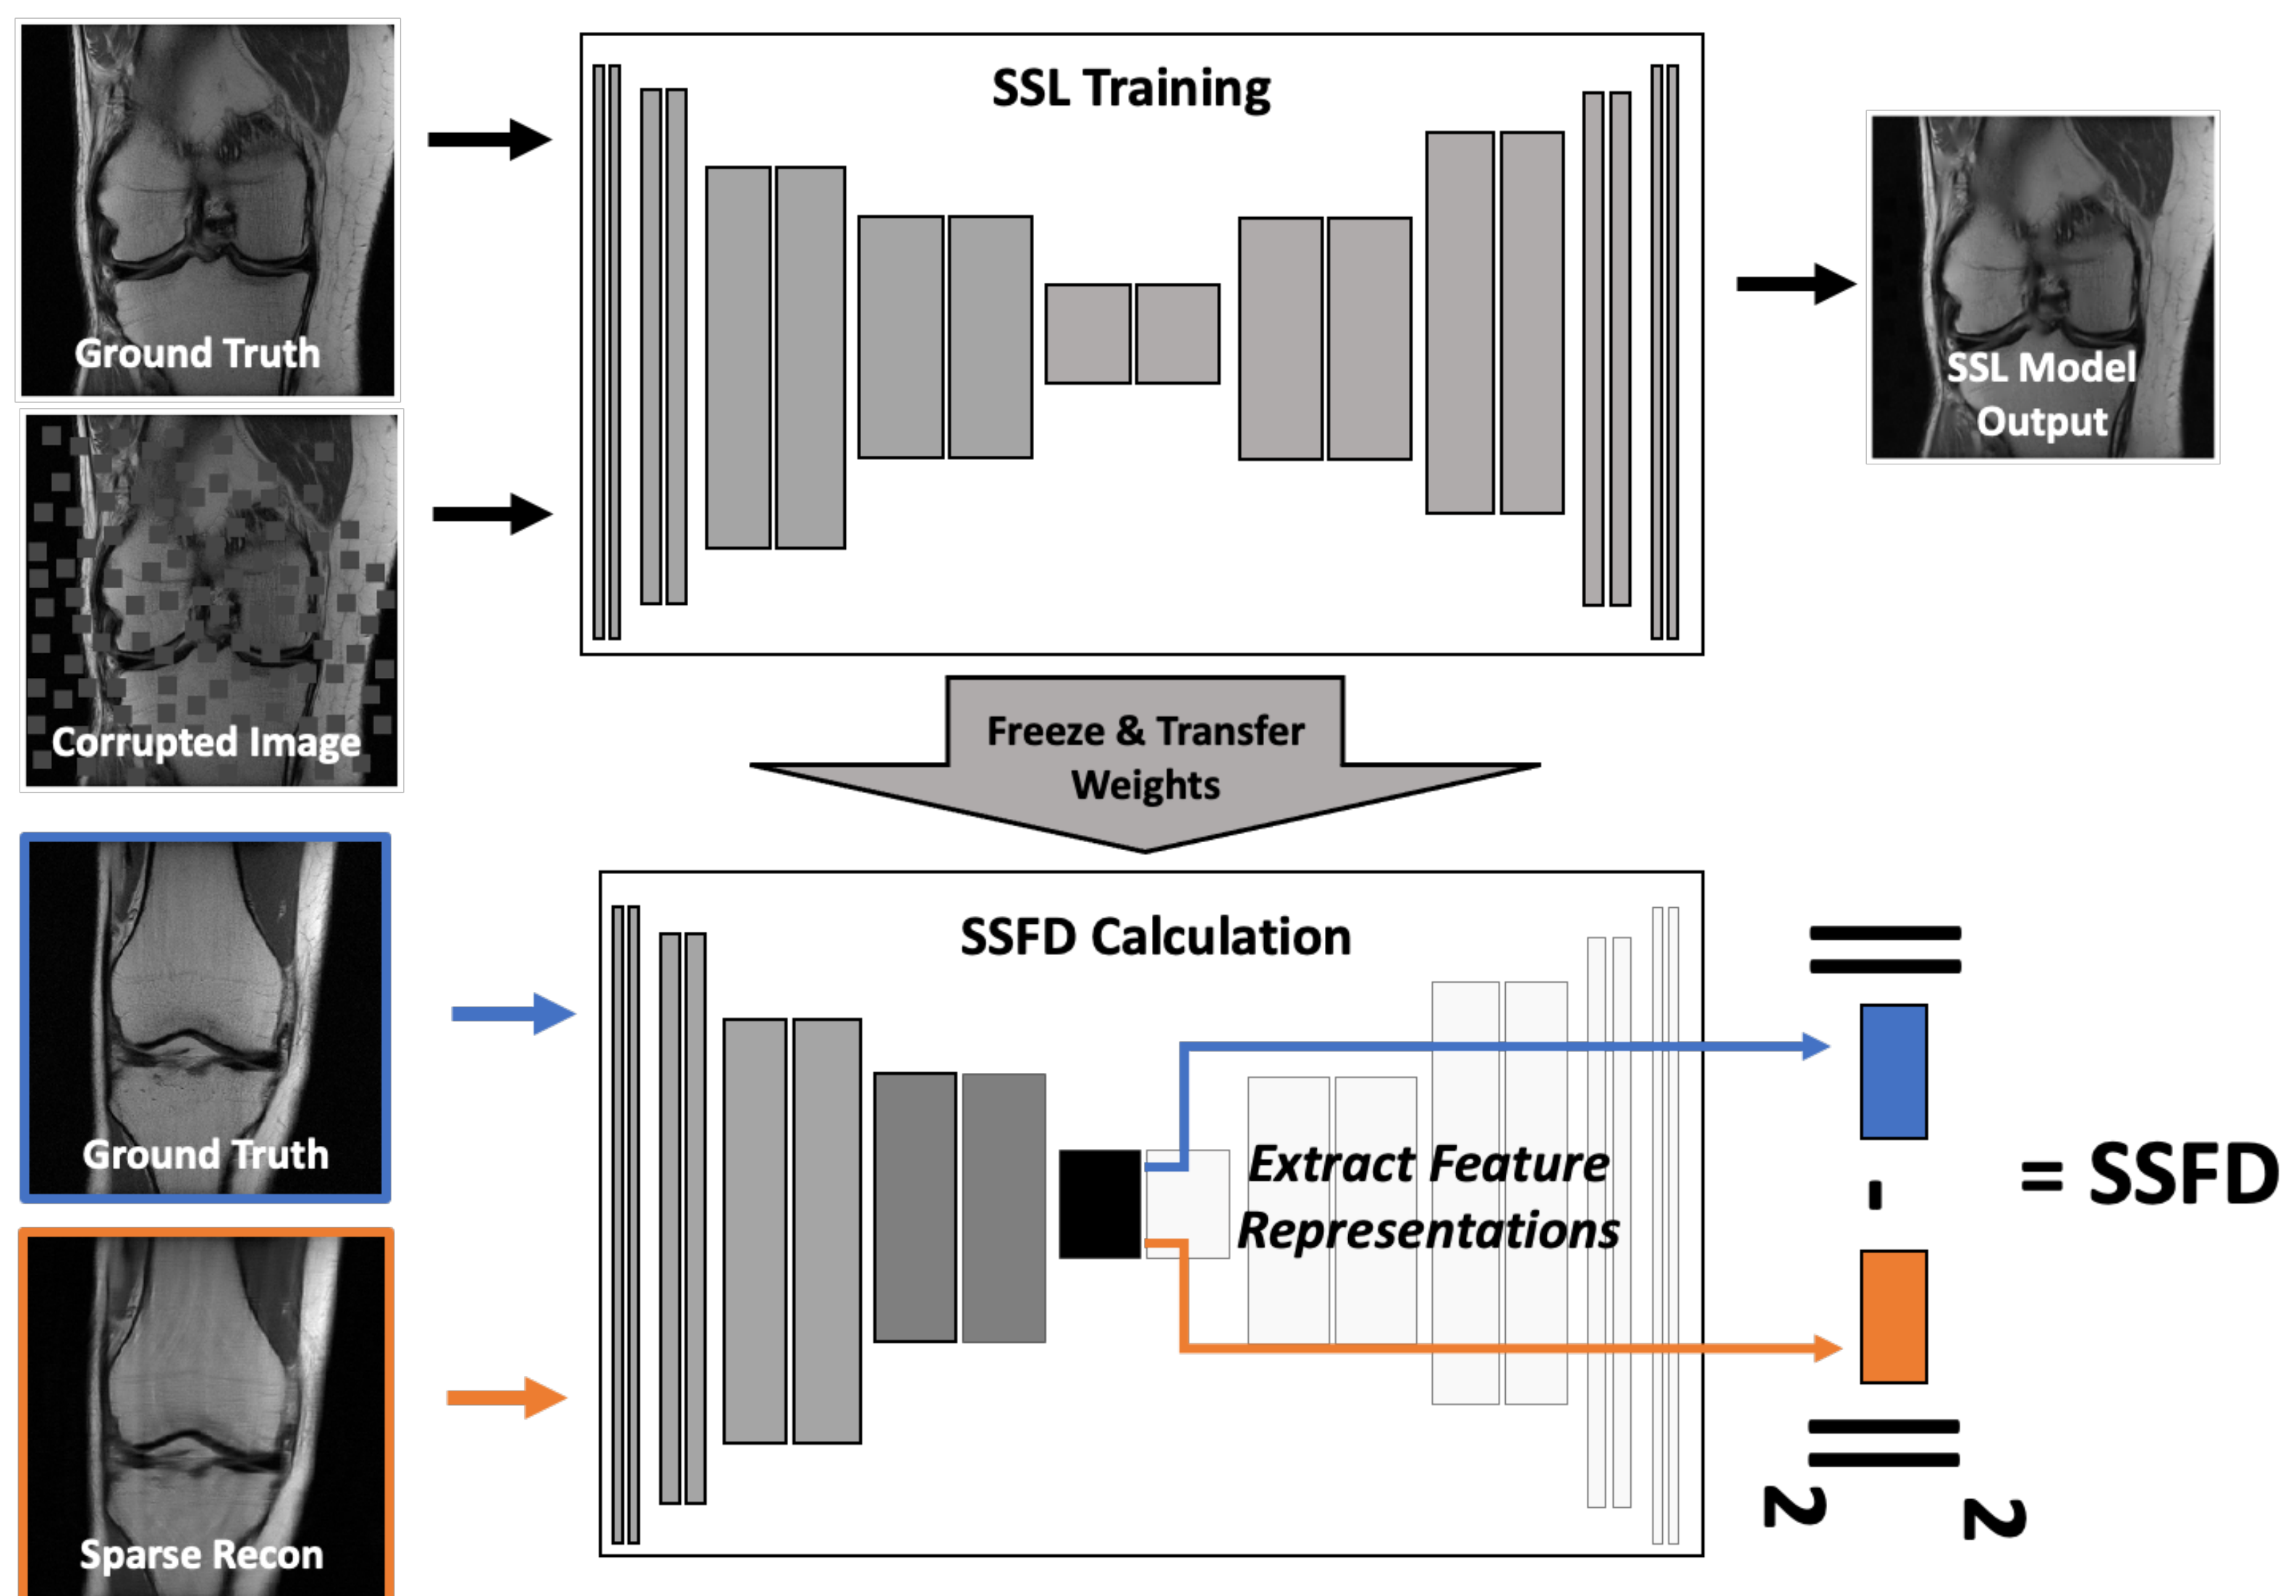 SSL Training
Ground Truth
SSL Model
Output
Corrupted Image
Freeze & Transfer
Weights
SSFD Calculation
Ground Truth
Extract Feature
Representations
-
= SSFD
Sparse Recon
2
2